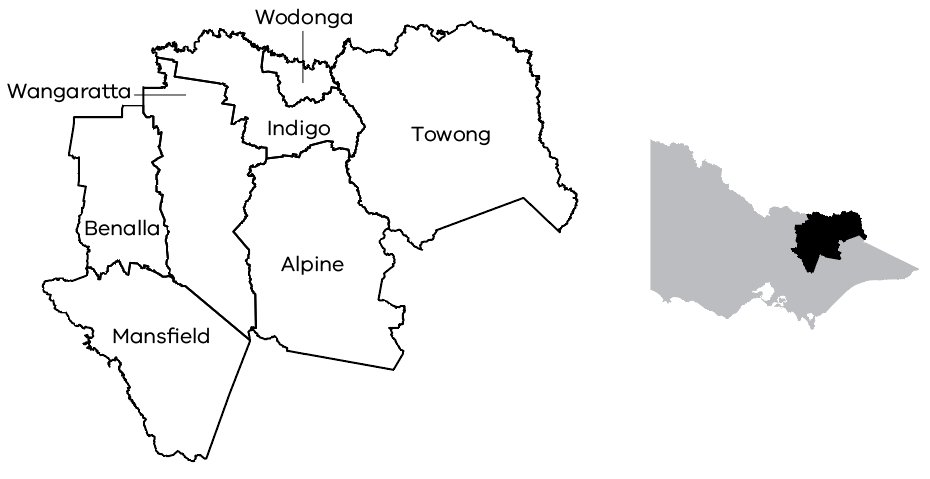 Wodonga
Wangaratta
Indigo
Towong
Benalla
Alpine
Mansfield